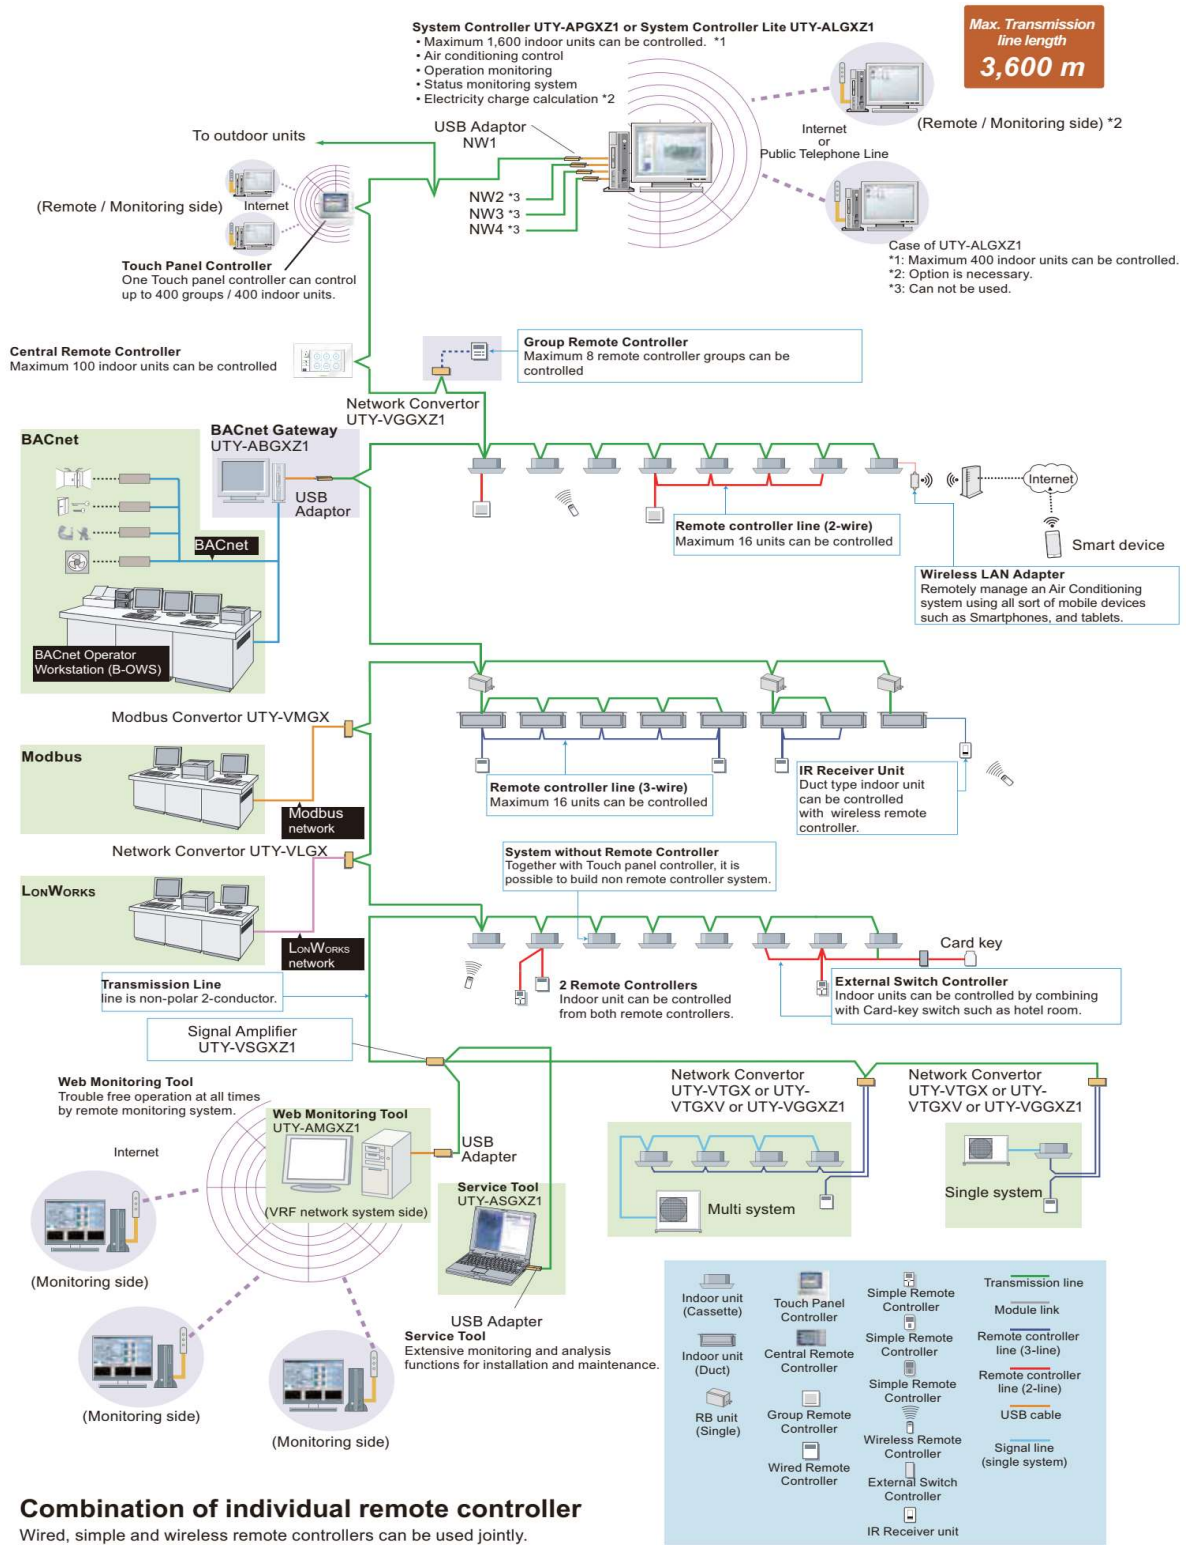 System Controller UTY-APGXZ1 or System Controller Lite UTY-ALGXZ1
• Maximum 1,600 indoor units can be controlled. *1
• Air conditioning control
• Operation monitoring
• Status monitoring system
• Electricity charge calculation *2
Max. Transmission
line length
3,600 m
USB Adaptor
NW1
NW2 *3
NW3 *3
NW4 *3
(Remote / Monitoring side) *2
Internet
or
Public Telephone Line
Case of UTY-ALGXZ1
*1: Maximum 400 indoor units can be controlled.
*2: Option is necessary.
*3: Can not be used.
To outdoor units
(Remote / Monitoring side)
Internet
Touch Panel Controller
One Touch panel controller can control
up to 400 groups / 400 indoor units.
Central Remote Controller
Maximum 100 indoor units can be controlled
Group Remote Controller
Maximum 8 remote controller groups can be
controlled
Network Convertor
UTY-VGGXZ1
BACnet
BACnet Gateway
UTY-ABGXZ1
USB
Adaptor
BACnet
BACnet Operator
Workstation (B-OWS)
Remote controller line (2-wire)
Maximum 16 units can be controlled
Internet
Smart device
Wireless LAN Adapter
Remotely manage an Air Conditioning
system using all sort of mobile devices
such as Smartphones, and tablets.
Modbus Convertor UTY-VMGX
Modbus
Modbus
network
Remote controller line (3-wire)
Maximum 16 units can be controlled
IR Receiver Unit
Duct type indoor unit
can be controlled
with wireless remote
controller.
Network Convertor UTY-VLGX
LONWORKS
LONWORKS
network
System without Remote Controller
Together with Touch panel controller, it is
possible to build non remote controller system.
Card key
Transmission Line
line is non-polar 2-conductor.
2 Remote Controllers
Indoor unit can be controlled
from both remote controllers.
External Switch Controller
Indoor units can be controlled by combining
with Card-key switch such as hotel room.
Signal Amplifier
UTY-VSGXZ1
Web Monitoring Tool
Trouble free operation at all times
by remote monitoring system.
Internet
Web Monitoring Tool
UTY-AMGXZ1
(VRF network system side)
USB
Adapter
Service Tool
UTY-ASGXZ1
USB Adapter
Service Tool
Extensive monitoring and analysis
functions for installation and maintenance.
Network Convertor
UTY-VTGX or UTY-
VTGXV or UTY-VGGXZ1
Multi system
Network Convertor
UTY-VTGX or UTY-
VTGXV or UTY-VGGXZ1
Single system
(Monitoring side)
(Monitoring side)
(Monitoring side)
Indoor unit
(Cassette)
Indoor unit
(Duct)
RB unit
(Single)
Touch Panel
Controller
Central Remote
Controller
Group Remote
Controller
Wired Remote
Controller
Simple Remote
Controller
Simple Remote
Controller
Simple Remote
Controller
Wireless Remote
Controller
External Switch
Controller
IR Receiver unit
Transmission line
Module link
Remote controller
line (3-line)
Remote controller
line (2-line)
USB cable
Signal line
(single system)
Combination of individual remote controller
Wired, simple and wireless remote controllers can be used jointly.